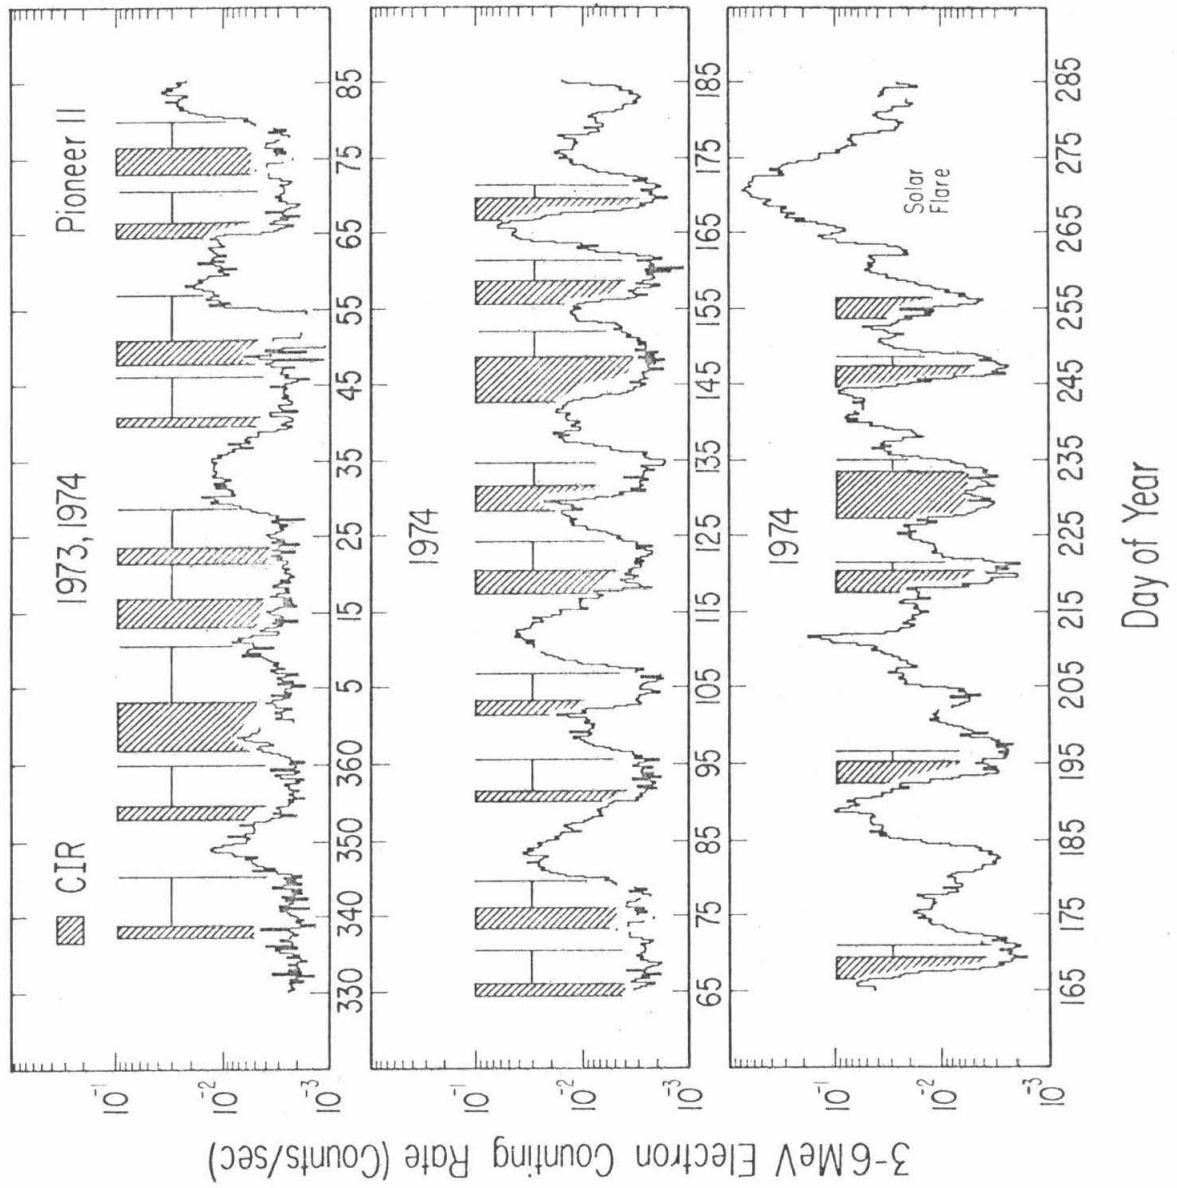 CIR
1973, 1974
Pioneer 11
10⁻¹
10⁻²
10⁻³
330 340 350 360 5 15 25 35 45 55 65 75 85
1974
10⁻¹
10⁻²
10⁻³
65 75 85 95 105 115 125 135 145 155 165 175 185
1974
Solar
Flare
10⁻¹
10⁻²
10⁻³
165 175 185 195 205 215 225 235 245 255 265 275 285
Day of Year
3-6 MeV Electron Counting Rate (Counts/sec)